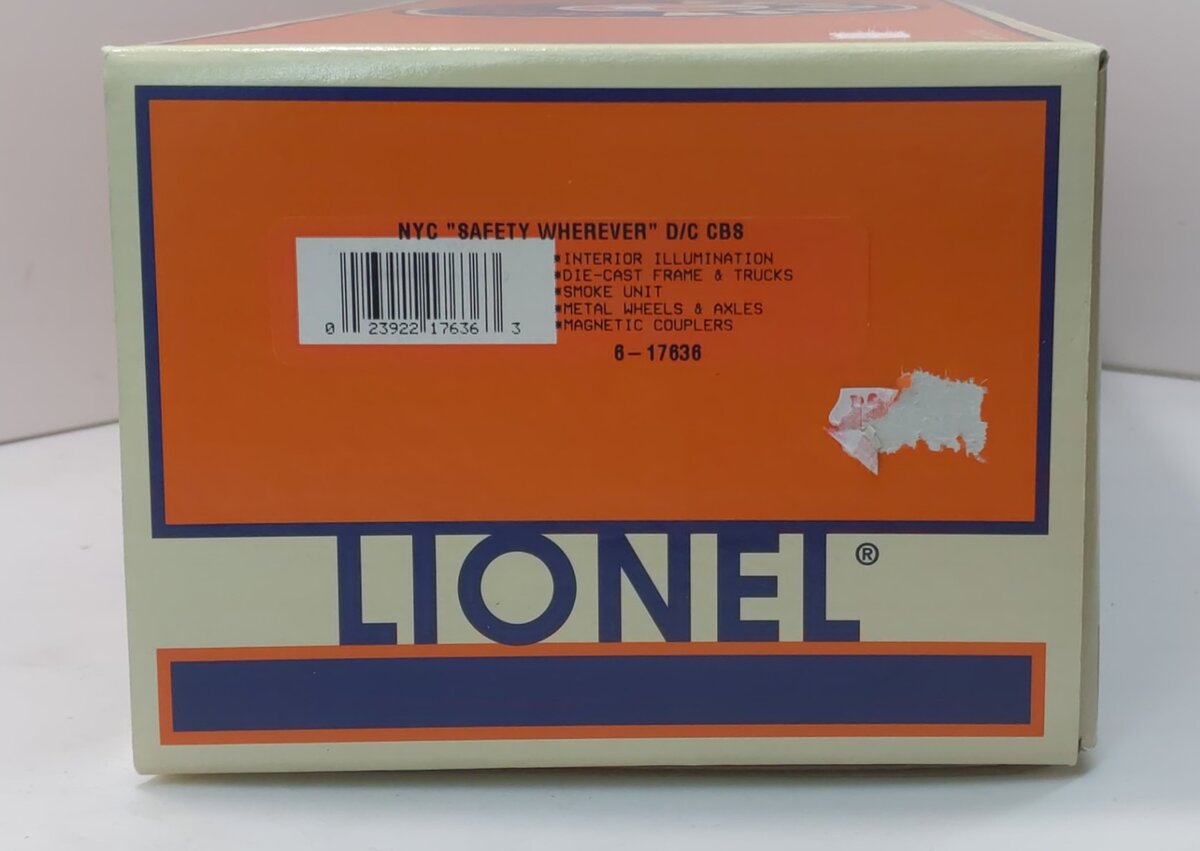 NYC "SAFETY WHEREVER" D/C CBS
*INTERIOR ILLUMINATION
*DIE-CAST FRAME & TRUCKS
*SMOKE UNIT
*METAL WHEELS & AXLES
*MAGNETIC COUPLERS
0 23922 17636 3
6-17636
LIONEL®